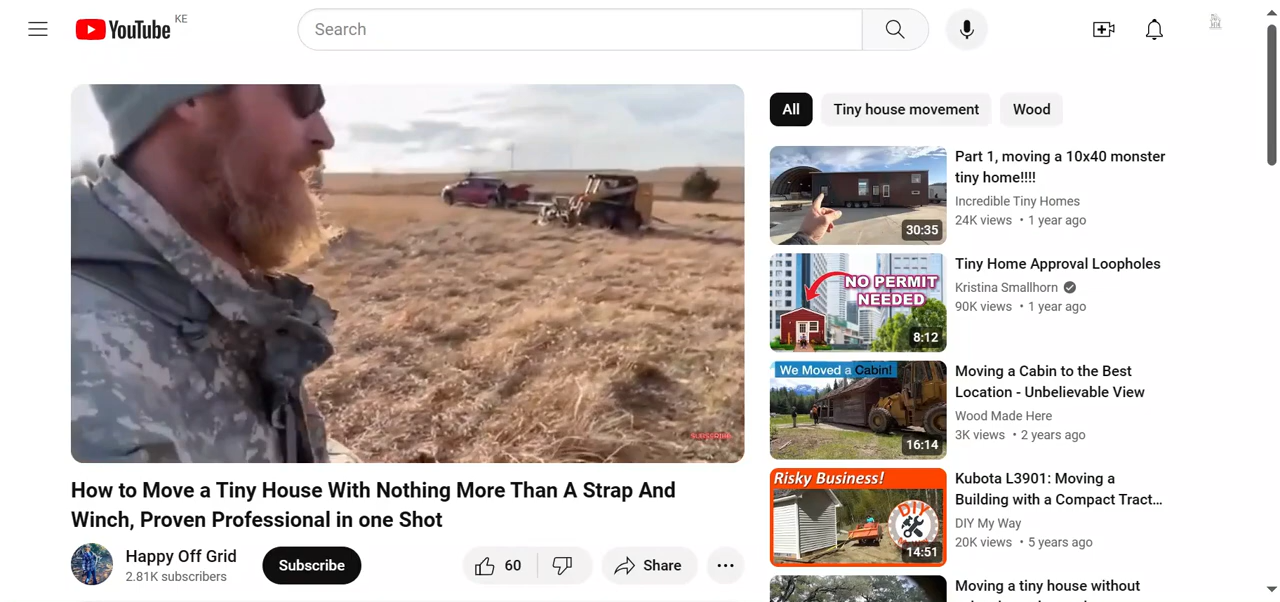 YouTube KE
Search
SUBSCRIBE
How to Move a Tiny House With Nothing More Than A Strap And
Winch, Proven Professional in one Shot
Happy Off Grid
2.81K subscribers
Subscribe
60
Share
All
Tiny house movement
Wood
30:35
Part 1, moving a 10x40 monster
tiny home!!!!
Incredible Tiny Homes
24K views • 1 year ago
NO PERMIT
NEEDED
8:12
Tiny Home Approval Loopholes
Kristina Smallhorn
90K views • 1 year ago
We Moved a Cabin!
16:14
Moving a Cabin to the Best
Location - Unbelievable View
Wood Made Here
3K views • 2 years ago
Risky Business!
DIY
14:51
Kubota L3901: Moving a
Building with a Compact Tract...
DIY My Way
20K views • 5 years ago
Moving a tiny house without